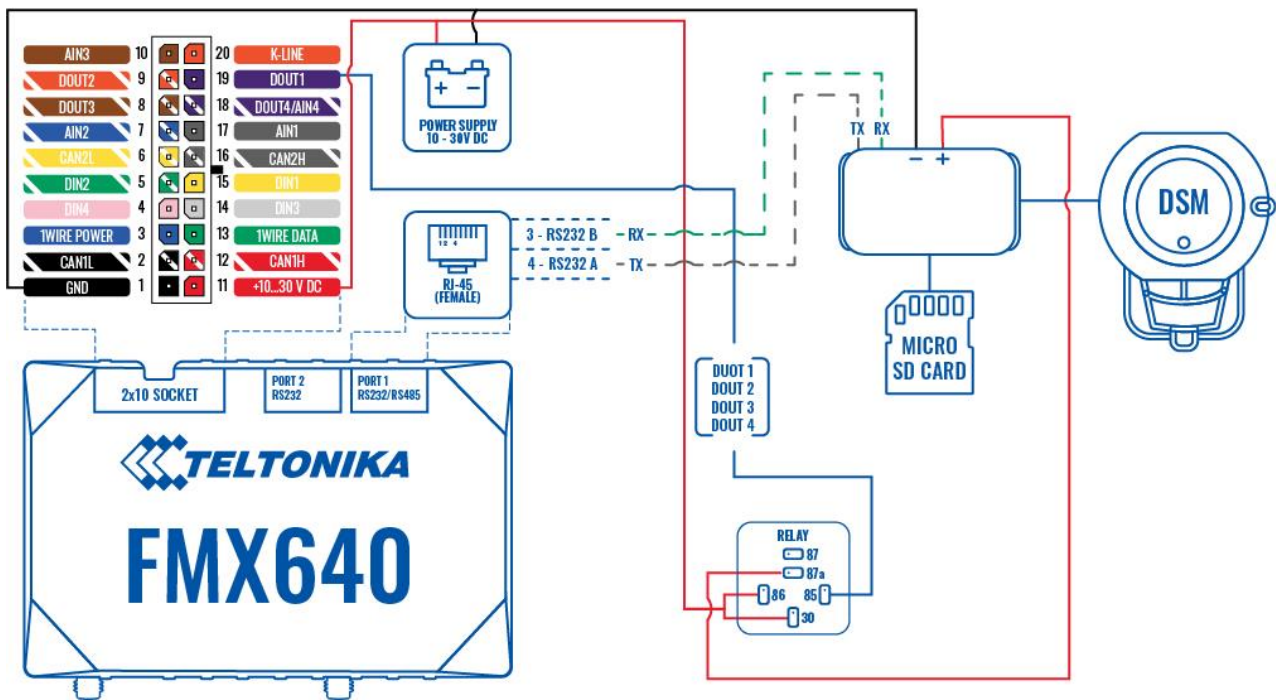 AIN3 10 20 K-LINE
DOUT2 9 19 DOUT1
DOUT3 8 18 DOUT4/AIN4
AIN2 7 17 AIN1
CAN2L 6 16 CAN2H
DIN2 5 15 DIN1
DIN4 4 14 DIN3
1WIRE POWER 3 13 1WIRE DATA
CAN1L 2 12 CAN1H
GND 1 11 +10...30 V DC
+ -
POWER SUPPLY
10 - 30V DC
12 4
RJ-45
(FEMALE)
3 - RS232 B RX
4 - RS232 A TX
TX RX
- +
DSM
MICRO
SD CARD
DUOT 1
DOUT 2
DOUT 3
DOUT 4
RELAY
87
87a
86 85
30
2x10 SOCKET
PORT 2
RS232
PORT 1
RS232/RS485
TELTONIKA
FMX640